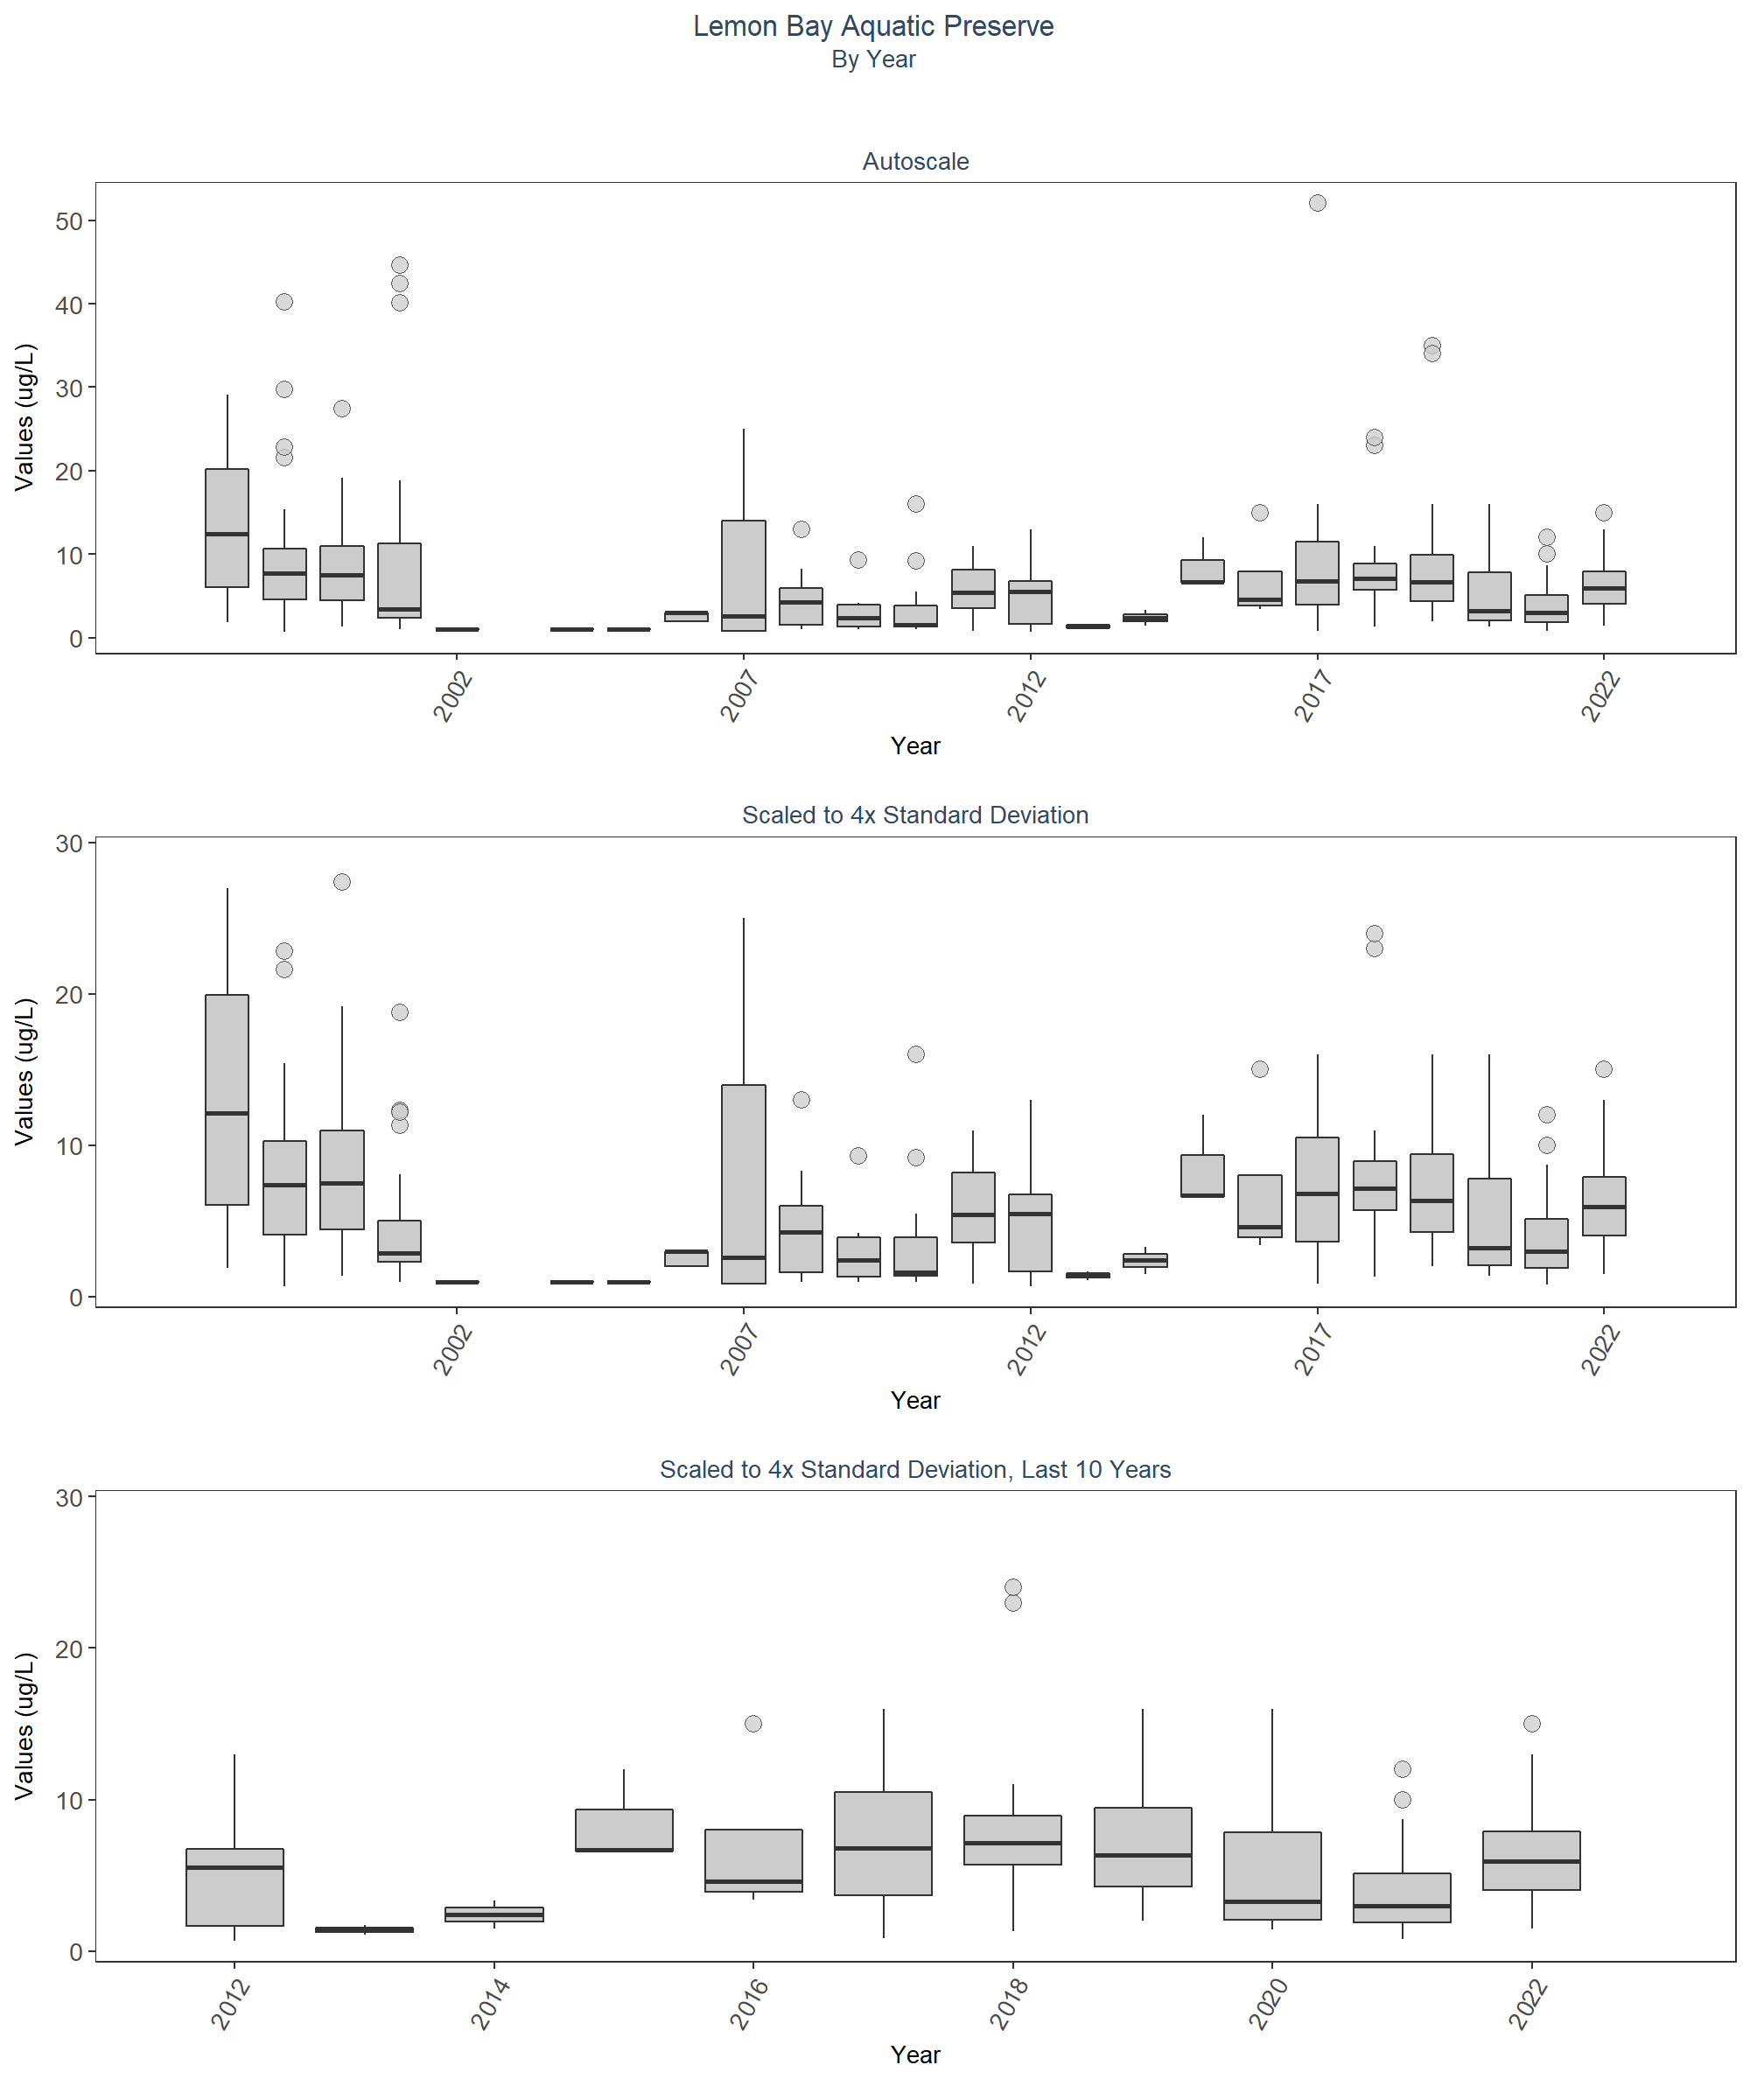 Lemon Bay Aquatic Preserve
By Year
Autoscale
Values (ug/L)
50
40
30
20
10
0
2002
2007
2012
2017
2022
Year
Scaled to 4x Standard Deviation
Values (ug/L)
30
20
10
0
2002
2007
2012
2017
2022
Year
Scaled to 4x Standard Deviation, Last 10 Years
Values (ug/L)
30
20
10
0
2012
2014
2016
2018
2020
2022
Year